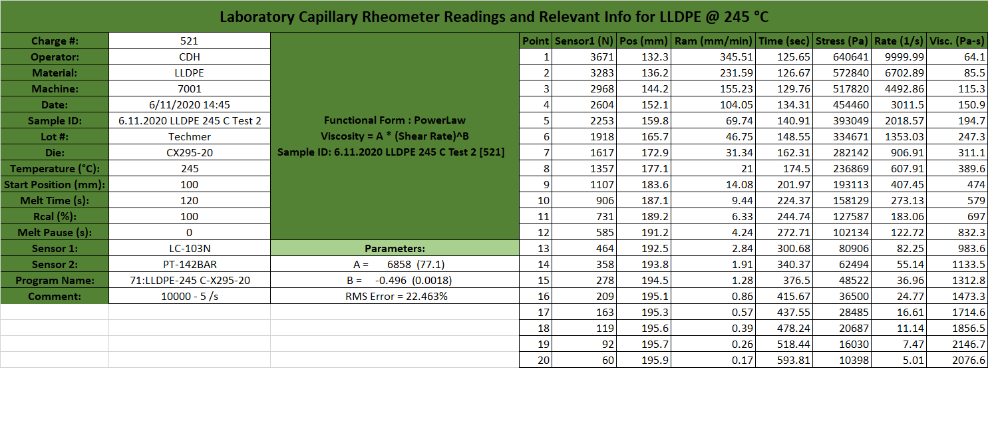 Laboratory Capillary Rheometer Readings and Relevant Info for LLDPE @ 245 °C
Charge #: 521
Operator: CDH
Material: LLDPE
Machine: 7001
Date: 6/11/2020 14:45
Sample ID: 6.11.2020 LLDPE 245 C Test 2
Lot #: Techmer
Die: CX295-20
Temperature (°C): 245
Start Position (mm): 100
Melt Time (s): 120
Rcal (%): 100
Melt Pause (s): 0
Sensor 1: LC-103N
Sensor 2: PT-142BAR
Program Name: 71:LLDPE-245 C-X295-20
Comment: 10000 - 5 /s
Functional Form : PowerLaw
Viscosity = A * (Shear Rate)^B
Sample ID: 6.11.2020 LLDPE 245 C Test 2 [521]
Parameters:
A = 6858 (77.1)
B = -0.496 (0.0018)
RMS Error = 22.463%
Point Sensor1 (N) Pos (mm) Ram (mm/min) Time (sec) Stress (Pa) Rate (1/s) Visc. (Pa-s)
1 3671 132.3 345.51 125.65 640641 9999.99 64.1
2 3283 136.2 231.59 126.67 572840 6702.89 85.5
3 2968 144.2 155.23 129.76 517820 4492.86 115.3
4 2604 152.1 104.05 134.31 454460 3011.5 150.9
5 2253 159.8 69.74 140.91 393049 2018.57 194.7
6 1918 165.7 46.75 148.55 334671 1353.03 247.3
7 1617 172.9 31.34 162.31 282142 906.91 311.1
8 1357 177.1 21 174.5 236869 607.91 389.6
9 1107 183.6 14.08 201.97 193113 407.45 474
10 906 187.1 9.44 224.37 158129 273.13 579
11 731 189.2 6.33 244.74 127587 183.06 697
12 585 191.2 4.24 272.71 102134 122.72 832.3
13 464 192.5 2.84 300.68 80906 82.25 983.6
14 358 193.8 1.91 340.37 62494 55.14 1133.5
15 278 194.5 1.28 376.5 48522 36.96 1312.8
16 209 195.1 0.86 415.67 36500 24.77 1473.3
17 163 195.3 0.57 437.55 28485 16.61 1714.6
18 119 195.6 0.39 478.24 20687 11.14 1856.5
19 92 195.7 0.26 518.44 16030 7.47 2146.7
20 60 195.9 0.17 593.81 10398 5.01 2076.6